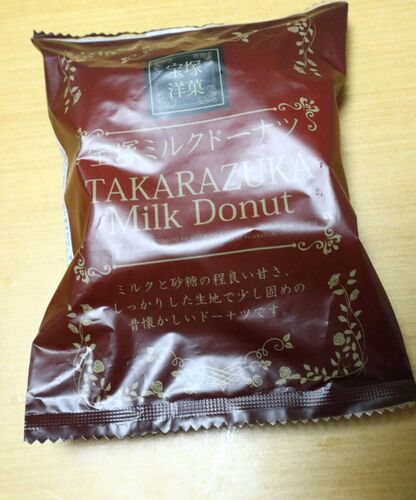 宝塚
洋菓
宝塚ミルクドーナツ
TAKARAZUKA
Milk Donut
ミルクと砂糖の程良い甘さ、
しっかりした生地で少し固めの
昔懐かしいドーナツです。